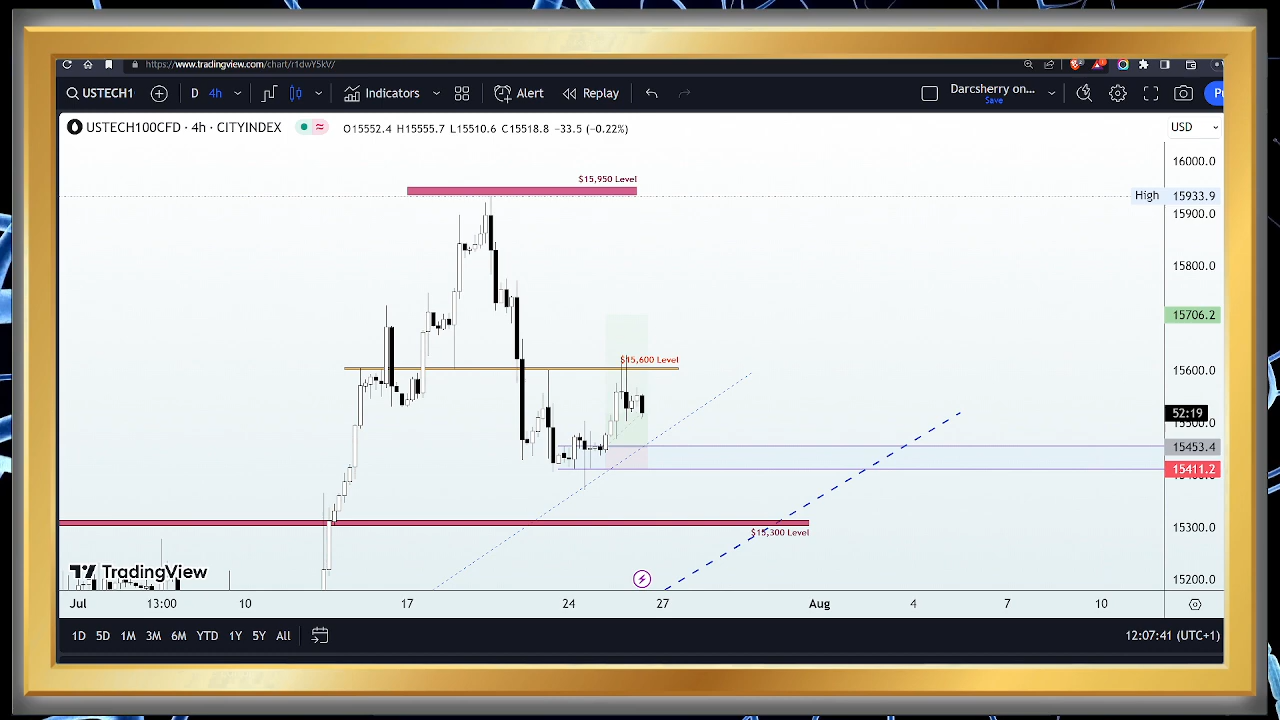 https://www.tradingview.com/chart/r1dwY5kV/
USTECH1 D 4h Indicators Alert Replay Darcsherry on... Save
USTECH100CFD · 4h · CITYINDEX O15552.4 H15555.7 L15510.6 C15518.8 −33.5 (−0.22%) USD
16000.0
$15,950 Level
High 15933.9
15900.0
15800.0
15706.2
$15,600 Level
15600.0
52:19
15453.4
15411.2
15300.0
$15,300 Level
TradingView
15200.0
Jul 13:00 10 17 24 27 Aug 4 7 10
1D 5D 1M 3M 6M YTD 1Y 5Y All 12:07:41 (UTC+1)